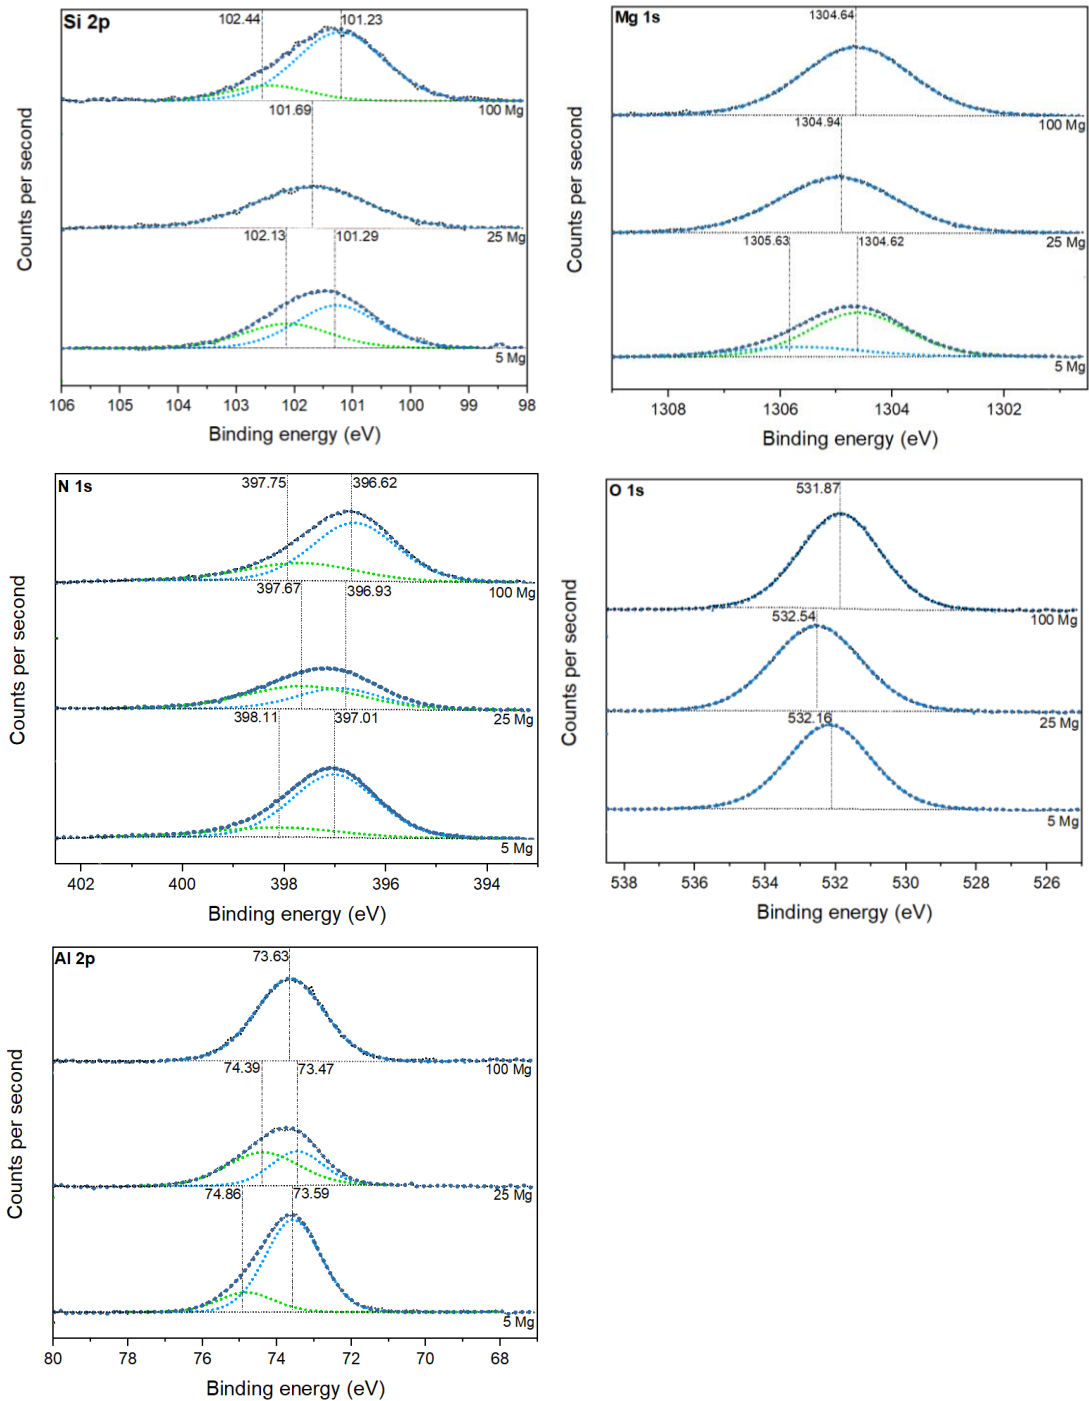 Si 2p
102.44
101.23
100 Mg
101.69
25 Mg
102.13
101.29
5 Mg
106 105 104 103 102 101 100 99 98
Binding energy (eV)
Counts per second
Mg 1s
1304.64
100 Mg
1304.94
25 Mg
1305.63
1304.62
5 Mg
1308 1306 1304 1302
Binding energy (eV)
Counts per second
N 1s
397.75
396.62
100 Mg
397.67
396.93
25 Mg
398.11
397.01
5 Mg
402 400 398 396 394
Binding energy (eV)
Counts per second
O 1s
531.87
100 Mg
532.54
25 Mg
532.16
5 Mg
538 536 534 532 530 528 526
Binding energy (eV)
Counts per second
Al 2p
73.63
100 Mg
74.39
73.47
25 Mg
74.86
73.59
5 Mg
80 78 76 74 72 70 68
Binding energy (eV)
Counts per second